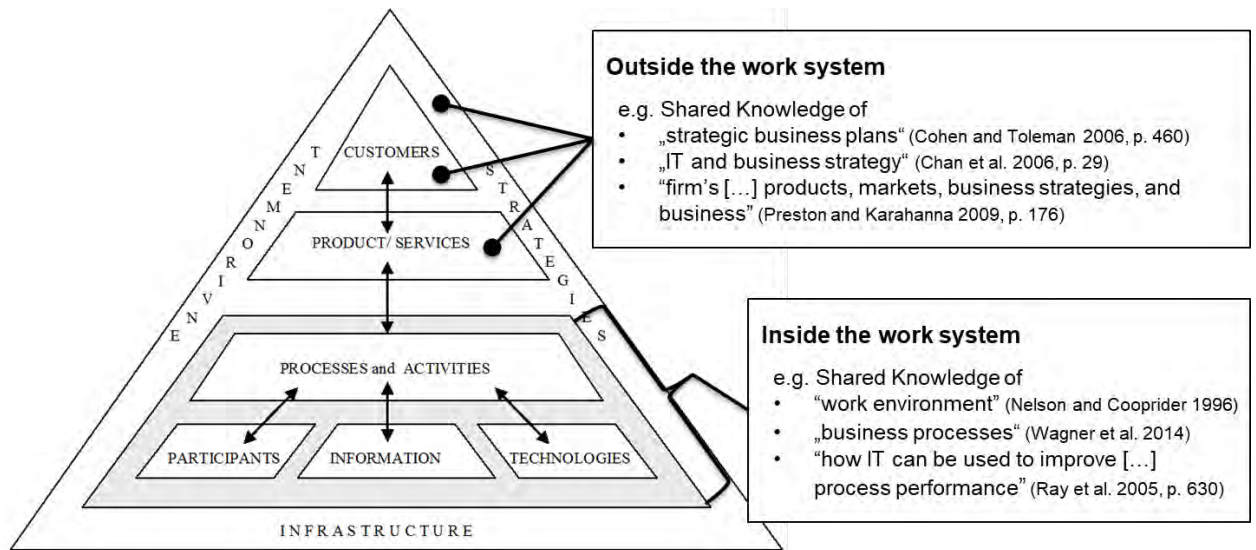 Outside the work system
e.g. Shared Knowledge of
• „strategic business plans“ (Cohen and Toleman 2006, p. 460)
• „IT and business strategy“ (Chan et al. 2006, p. 29)
• “firm’s […] products, markets, business strategies, and
business” (Preston and Karahanna 2009, p. 176)
ENVIRONMENT
STRATEGIES
CUSTOMERS
PRODUCT/ SERVICES
PROCESSES and ACTIVITIES
PARTICIPANTS
INFORMATION
TECHNOLOGIES
INFRASTRUCTURE
Inside the work system
e.g. Shared Knowledge of
• “work environment” (Nelson and Cooprider 1996)
• „business processes“ (Wagner et al. 2014)
• “how IT can be used to improve […]
process performance” (Ray et al. 2005, p. 630)